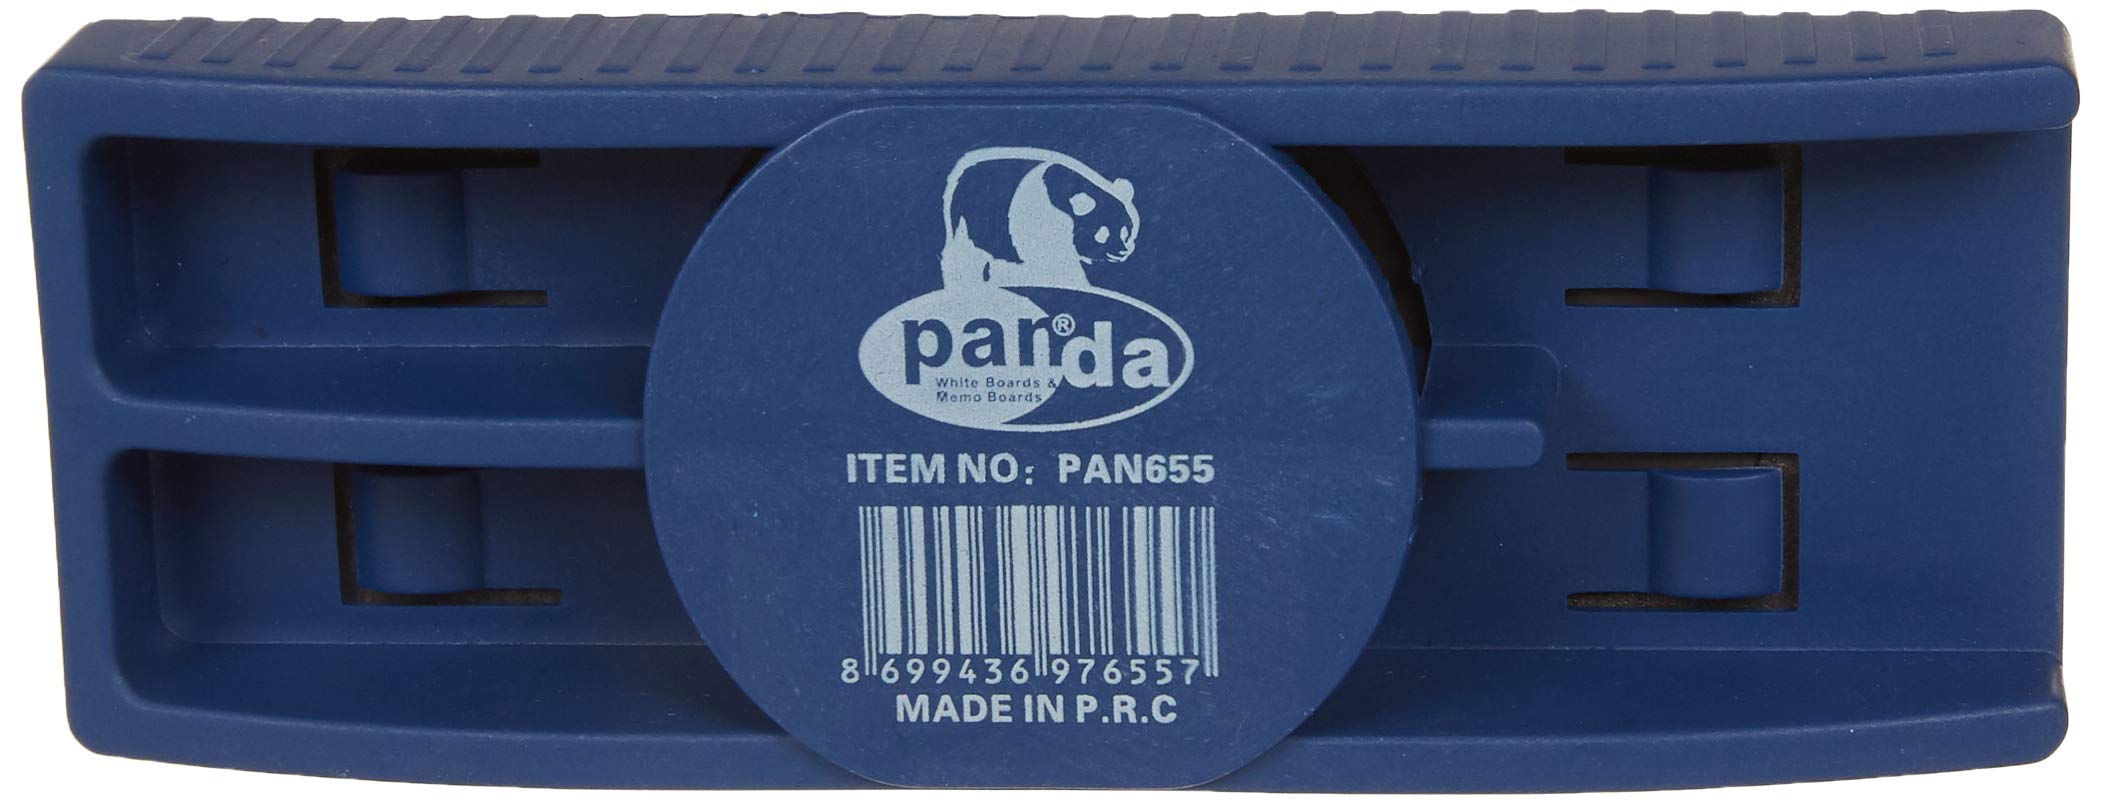 pan®da
White Boards &
Memo Boards
ITEM NO: PAN655
8 699436 976557
MADE IN P.R.C